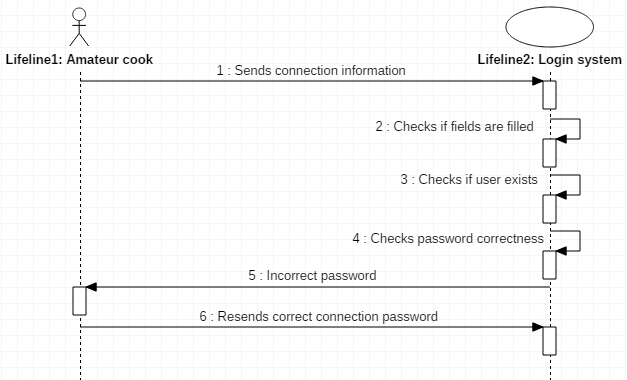 Lifeline1: Amateur cook
Lifeline2: Login system
1 : Sends connection information
2 : Checks if fields are filled
3 : Checks if user exists
4 : Checks password correctness
5 : Incorrect password
6 : Resends correct connection password